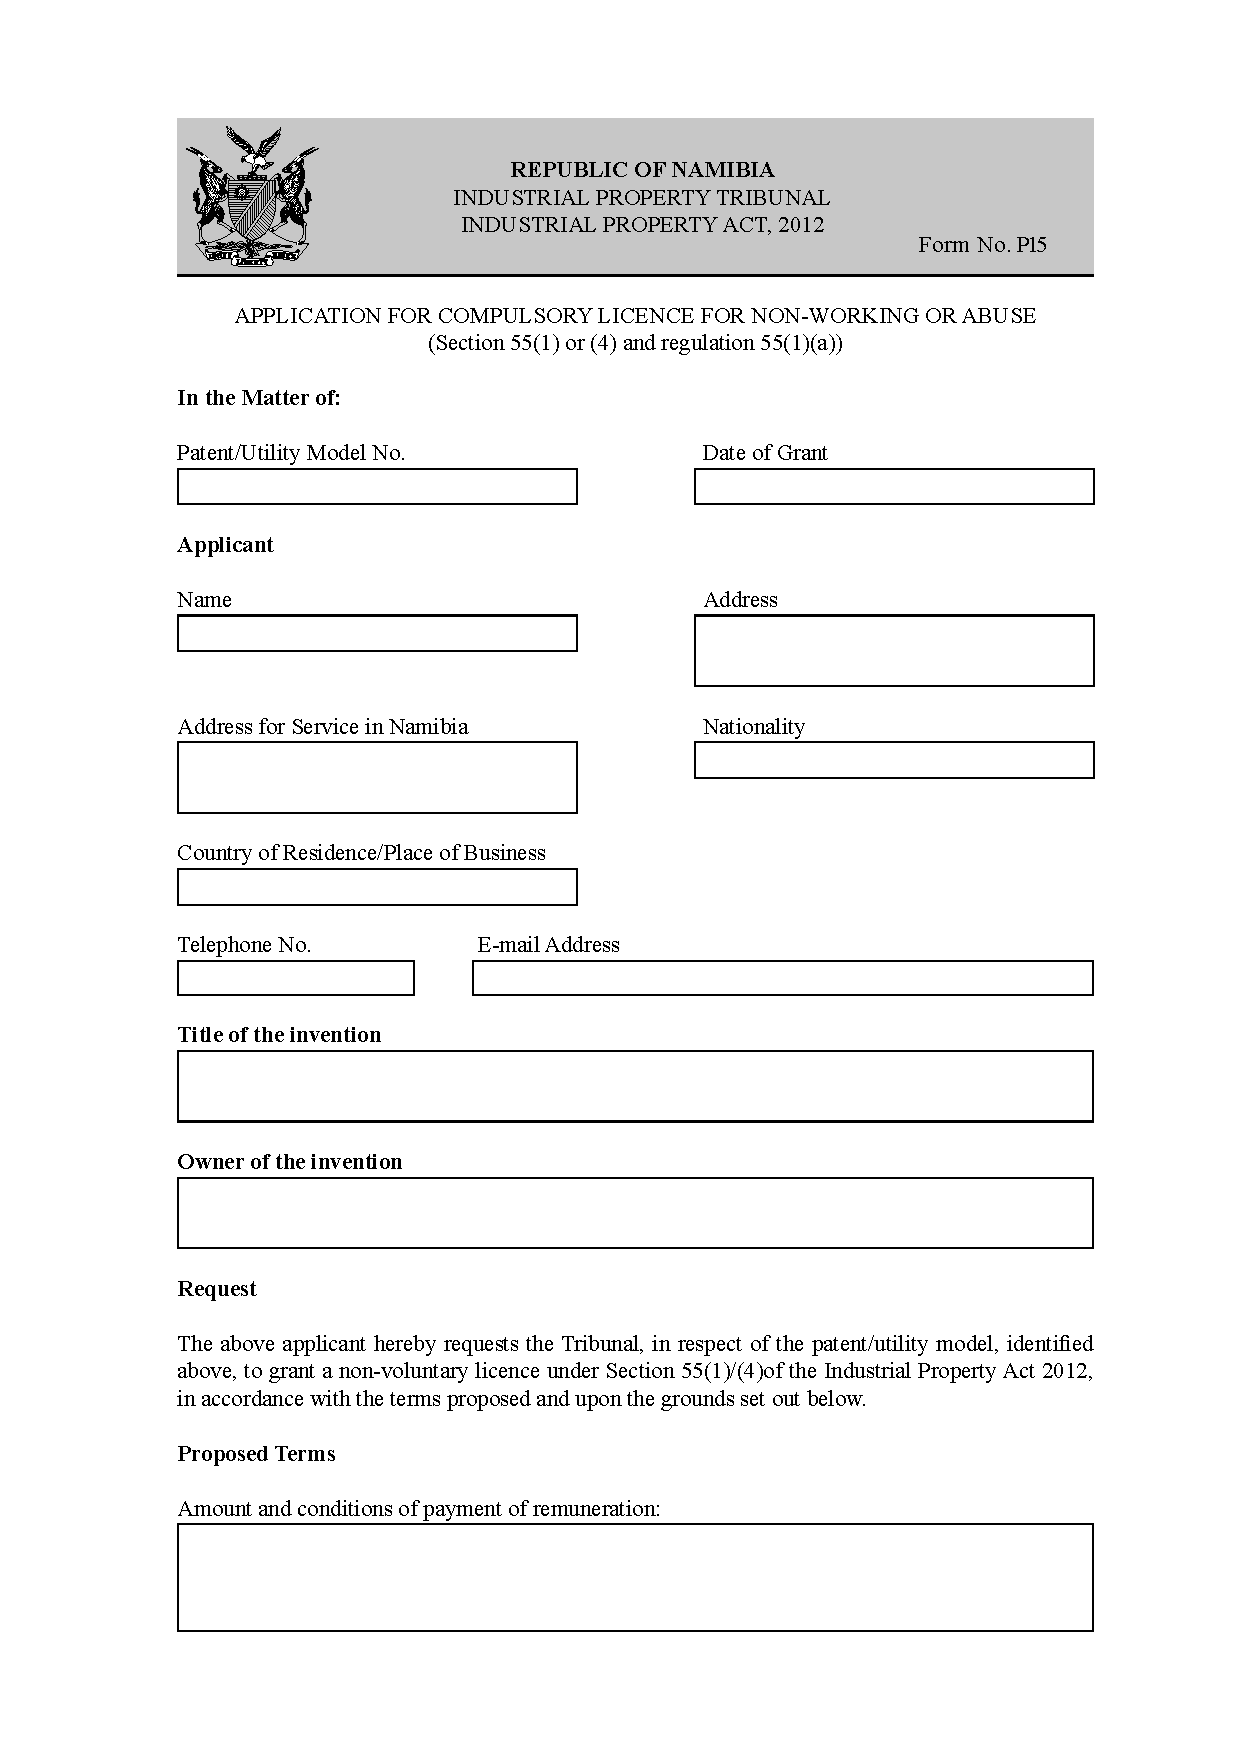 REPUBLIC OF NAMIBIA
INDUSTRIAL PROPERTY TRIBUNAL
INDUSTRIAL PROPERTY ACT, 2012
Form No. Pl5
APPLICATION FOR COMPULSORY LICENCE FOR NON-WORKING OR ABUSE
(Section 55(1) or (4) and regulation 55(1)(a))
In the Matter of:
Patent/Utility Model No. Date of Grant
Applicant
Name Address
Address for Service in Namibia Nationality
Country of Residence/Place of Business
Telephone No. E-mail Address
Title of the invention
Owner of the invention
Request
The above applicant hereby requests the Tribunal, in respect of the patent/utility model, identified
above, to grant a non-voluntary licence under Section 55(1)/(4)of the Industrial Property Act 2012,
in accordance with the terms proposed and upon the grounds set out below.
Proposed Terms
Amount and conditions of payment of remuneration: